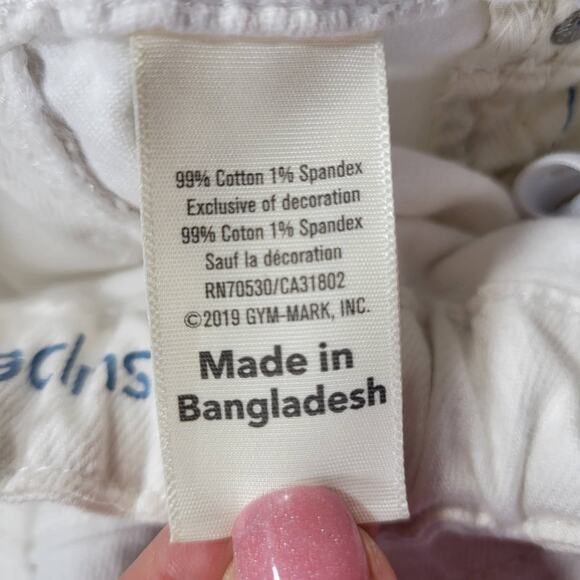 99% Cotton 1% Spandex
Exclusive of decoration
99% Coton 1% Spandex
Sauf la décoration
RN70530/CA31802
©2019 GYM-MARK, INC.
Made in
Bangladesh